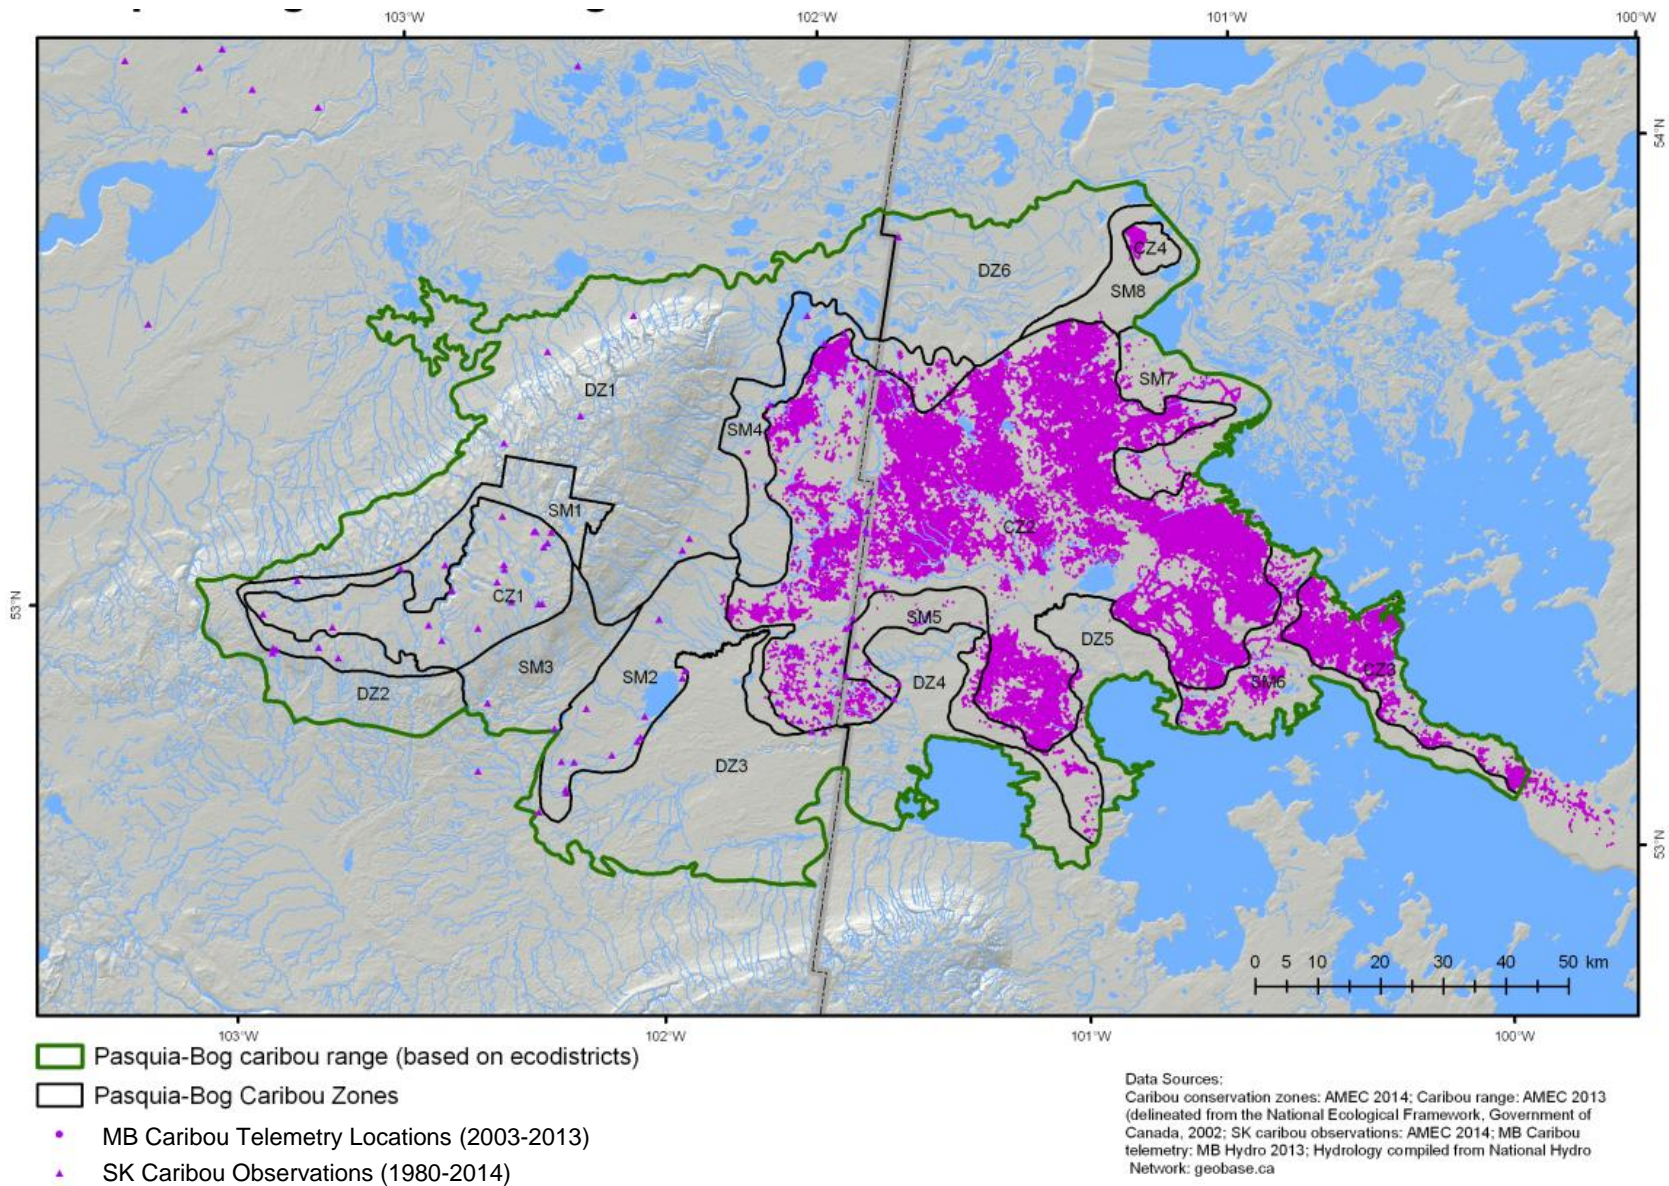 103°W 102°W 101°W 100°W
54°N
DZ6
CZ4
SM8
DZ1
SM7
SM4
SM1
CZ2
53°N
CZ1
SM5
DZ5
SM3
SM2
DZ4
CZ3
SM6
DZ2
DZ3
53°N
0 5 10 20 30 40 50 km
103°W 102°W 101°W 100°W
Pasquia-Bog caribou range (based on ecodistricts)
Pasquia-Bog Caribou Zones
MB Caribou Telemetry Locations (2003-2013)
SK Caribou Observations (1980-2014)
Data Sources:
Caribou conservation zones: AMEC 2014; Caribou range: AMEC 2013
(delineated from the National Ecological Framework, Government of
Canada, 2002; SK caribou observations: AMEC 2014; MB Caribou
telemetry: MB Hydro 2013; Hydrology compiled from National Hydro
Network: geobase.ca